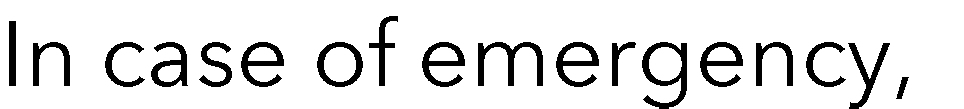 In case of emergency,